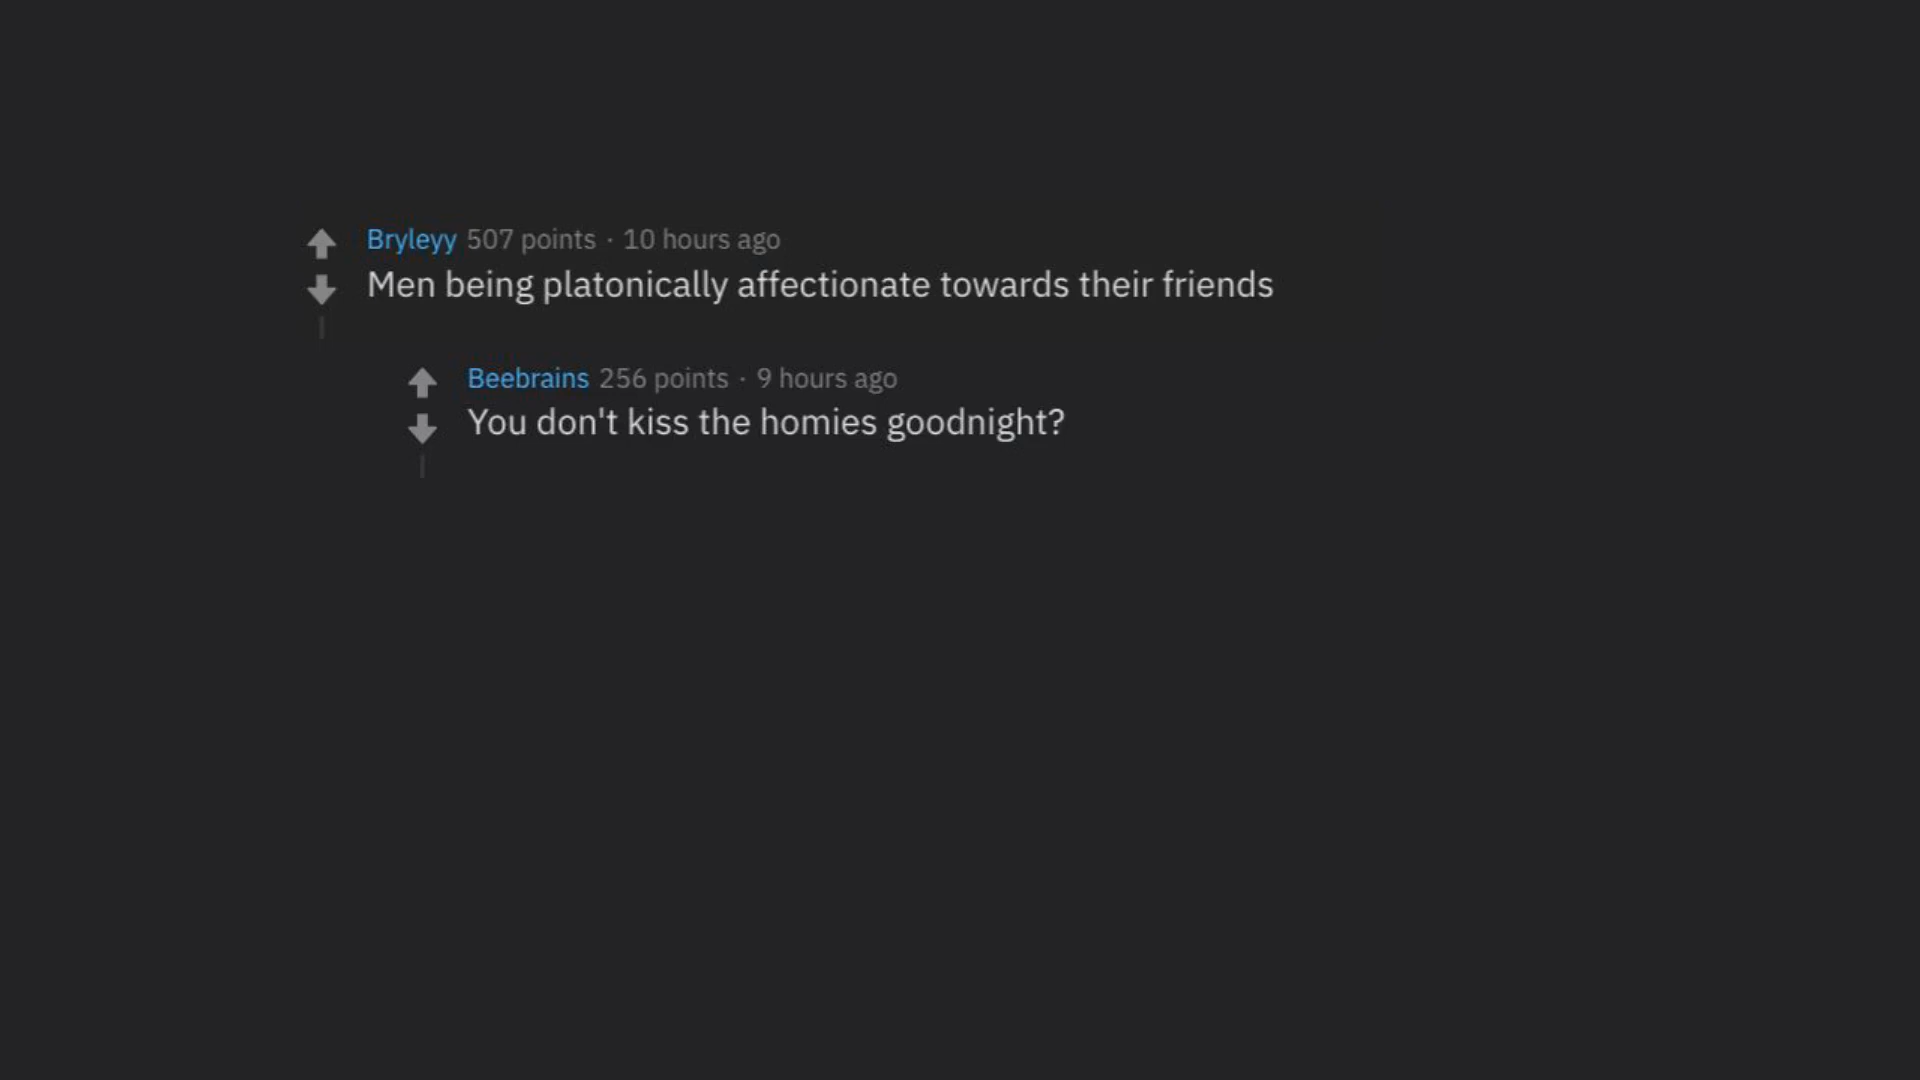 Bryleyy 507 points · 10 hours ago
Men being platonically affectionate towards their friends
Beebrains 256 points · 9 hours ago
You don't kiss the homies goodnight?